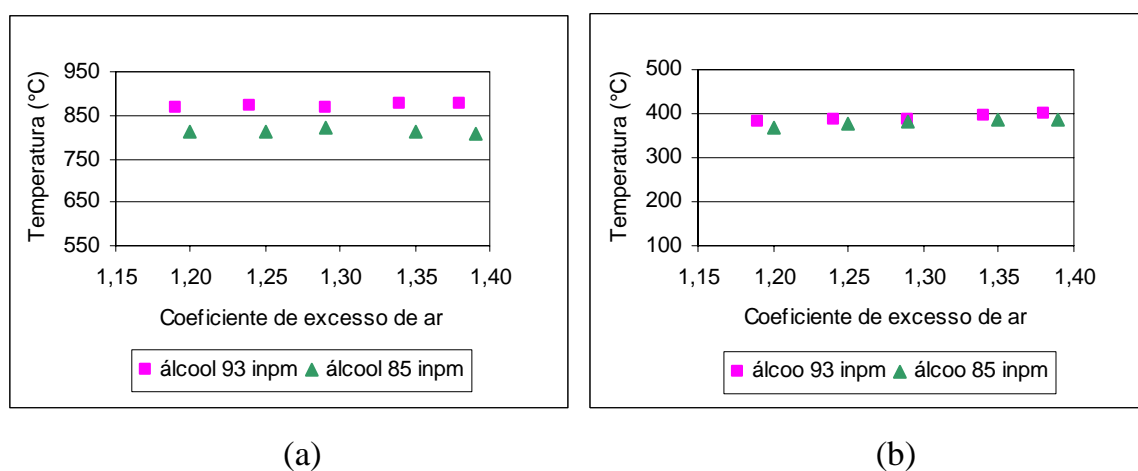 Temperatura (°C)
950
850
750
650
550
1,15 1,20 1,25 1,30 1,35 1,40
Coeficiente de excesso de ar
álcool 93 inpm álcool 85 inpm
(a)
Temperatura (°C)
500
400
300
200
100
1,15 1,20 1,25 1,30 1,35 1,40
Coeficiente de excesso de ar
álcoo 93 inpm álcoo 85 inpm
(b)